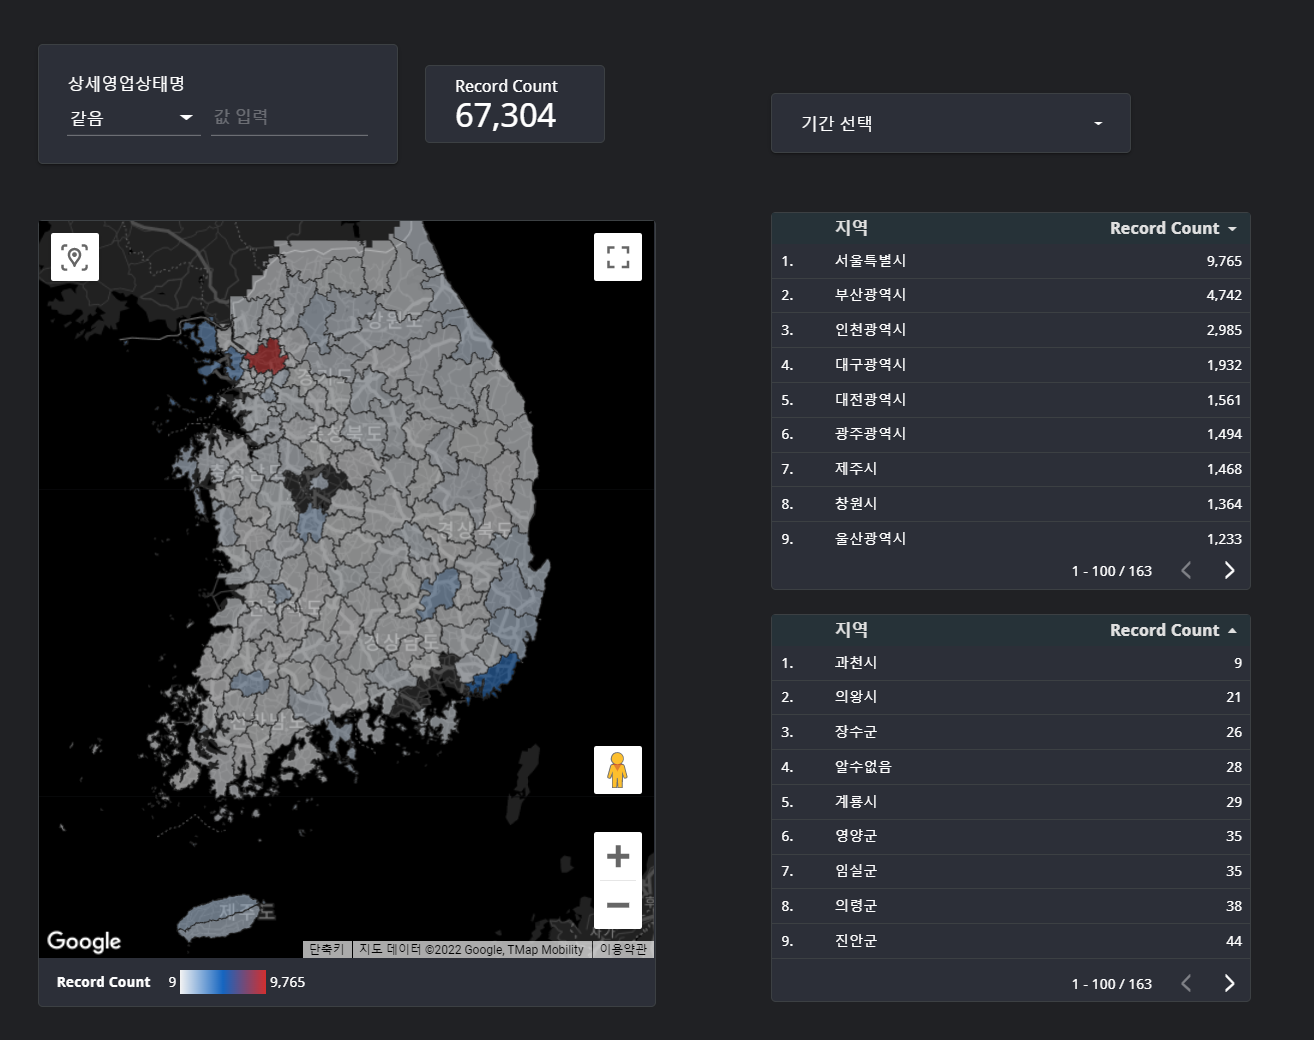 상세영업상태명
같음
값 입력
Record Count
67,304
기간 선택
강원도
경기도
충청북도
충청남도
경상북도
전라북도
경상남도
전라남도
제주도
Google
단축키
지도 데이터 ©2022 Google, TMap Mobility
이용약관
Record Count 9 9,765
지역 Record Count
1. 서울특별시 9,765
2. 부산광역시 4,742
3. 인천광역시 2,985
4. 대구광역시 1,932
5. 대전광역시 1,561
6. 광주광역시 1,494
7. 제주시 1,468
8. 창원시 1,364
9. 울산광역시 1,233
1 - 100 / 163
지역 Record Count
1. 과천시 9
2. 의왕시 21
3. 장수군 26
4. 알수없음 28
5. 계룡시 29
6. 영양군 35
7. 임실군 35
8. 의령군 38
9. 진안군 44
1 - 100 / 163